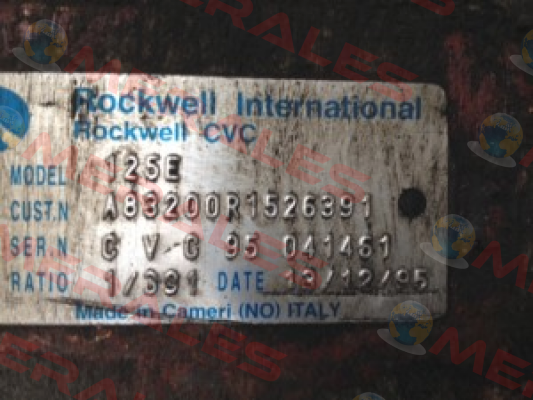 Rockwell International
Rockwell CVC
MODEL 125E
CUST.N A83200R1526391
SER.N C V C 95 041461
RATIO 1/391 DATE 13/12/95
Made in Cameri (NO) ITALY